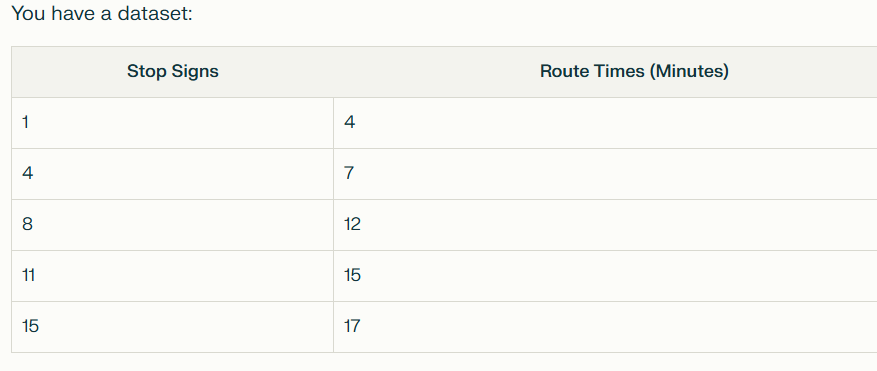 You have a dataset:
Stop Signs Route Times (Minutes)
1 4
4 7
8 12
11 15
15 17